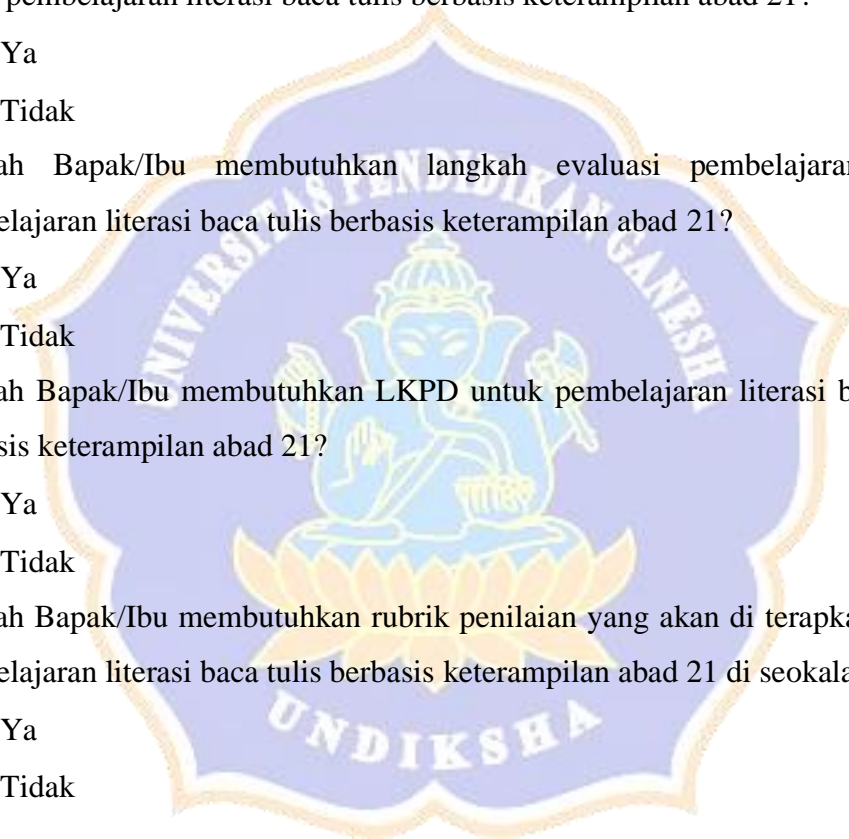 pembelajaran literasi baca tulis berbasis keterampilan abad 21?
Ya
Tidak
ah Bapak/Ibu membutuhkan langkah evaluasi pembelajaran
elajaran literasi baca tulis berbasis keterampilan abad 21?
Ya
Tidak
ah Bapak/Ibu membutuhkan LKPD untuk pembelajaran literasi b
sis keterampilan abad 21?
Ya
Tidak
ah Bapak/Ibu membutuhkan rubrik penilaian yang akan di terapka
elajaran literasi baca tulis berbasis keterampilan abad 21 di seokala
Ya
Tidak
UNIVERSITAS PENDIDIKAN GANESHA
UNDIKSHA